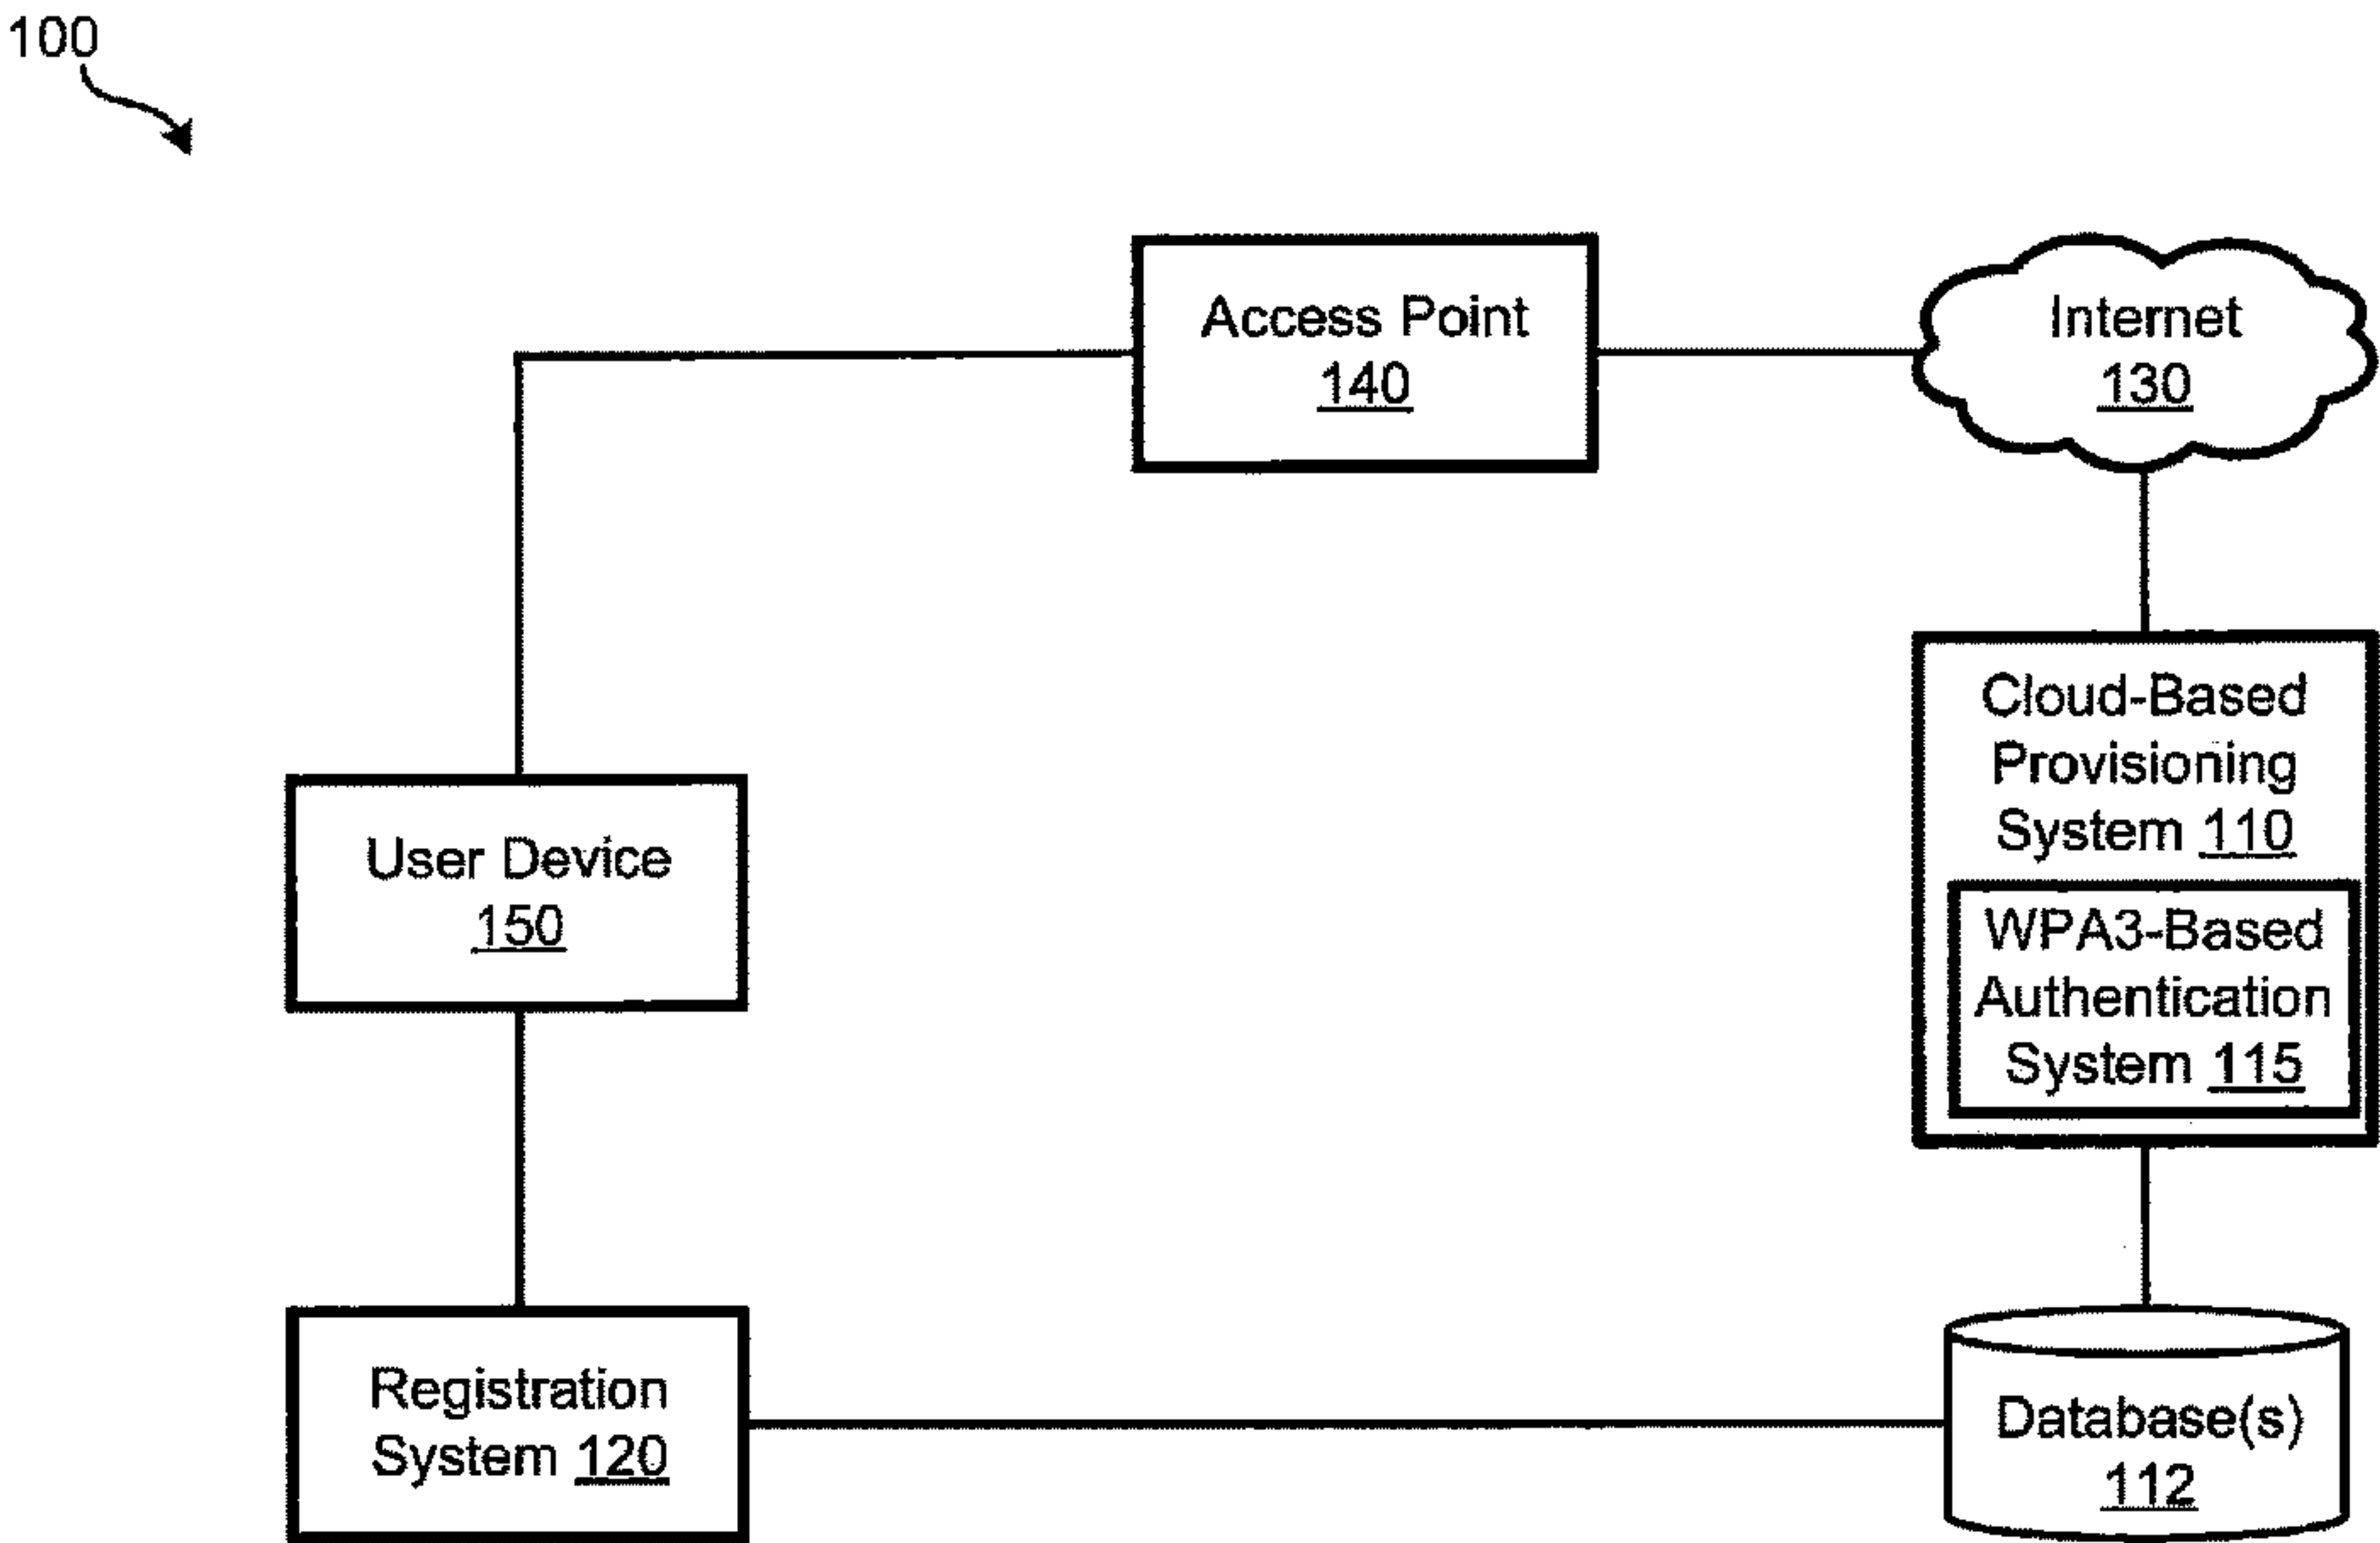 100
Access Point
140
Internet
130
Cloud-Based
Provisioning
System 110
User Device
150
WPA3-Based
Authentication
System 115
Registration
System 120
Database(s)
112